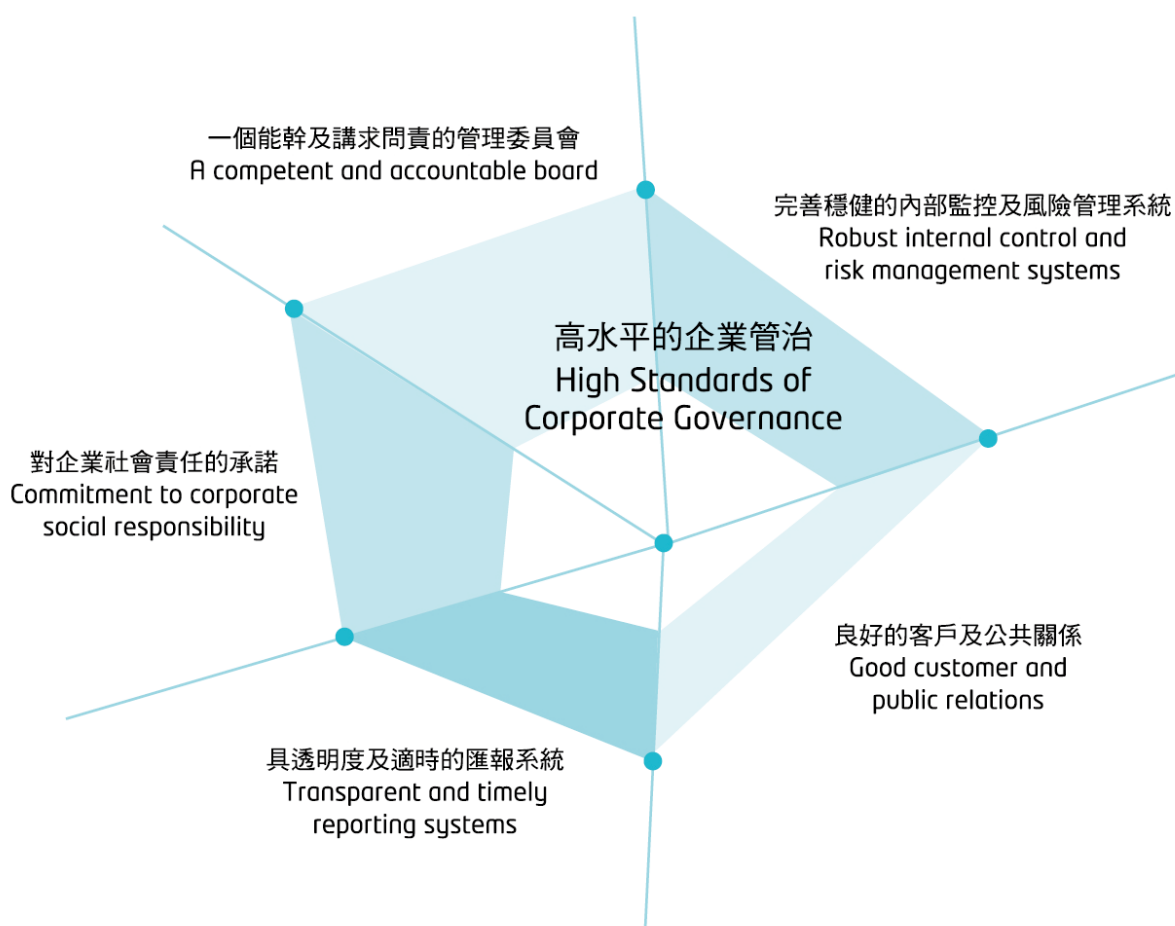 一個能幹及講求問責的管理委員會
A competent and accountable board
完善穩健的內部監控及風險管理系統
Robust internal control and
risk management systems
高水平的企業管治
High Standards of
Corporate Governance
對企業社會責任的承諾
Commitment to corporate
social responsibility
良好的客戶及公共關係
Good customer and
public relations
具透明度及適時的匯報系統
Transparent and timely
reporting systems